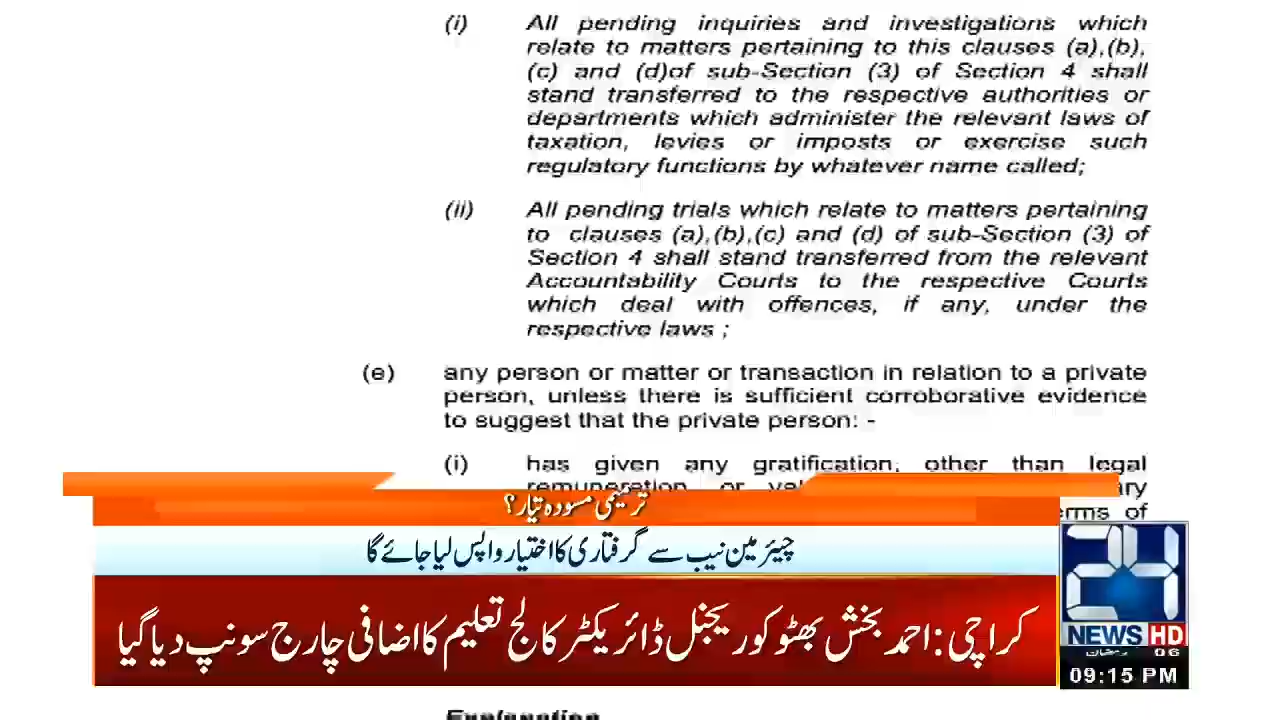 (i) All pending inquiries and investigations which
relate to matters pertaining to this clauses (a),(b),
(c) and (d)of sub-Section (3) of Section 4 shall
stand transferred to the respective authorities or
departments which administer the relevant laws of
taxation, levies or imposts or exercise such
regulatory functions by whatever name called;
(ii) All pending trials which relate to matters pertaining
to clauses (a),(b),(c) and (d) of sub-Section (3) of
Section 4 shall stand transferred from the relevant
Accountability Courts to the respective Courts
which deal with offences, if any, under the
respective laws ;
(e) any person or matter or transaction in relation to a private
person, unless there is sufficient corroborative evidence
to suggest that the private person: -
(i) has given any gratification, other than legal
remuneration, or
of
ترمیمی مسودہ تیار؟
چیئرمین نیب سے گرفتاری کا اختیار واپس لیا جائے گا
کراچی: احمد بخش بھٹو کو ریجنل ڈائریکٹر کالج تعلیم کا اضافی چارج سونپ دیا گیا
24
NEWS HD
رمضان 06
09:15 PM
Explanation